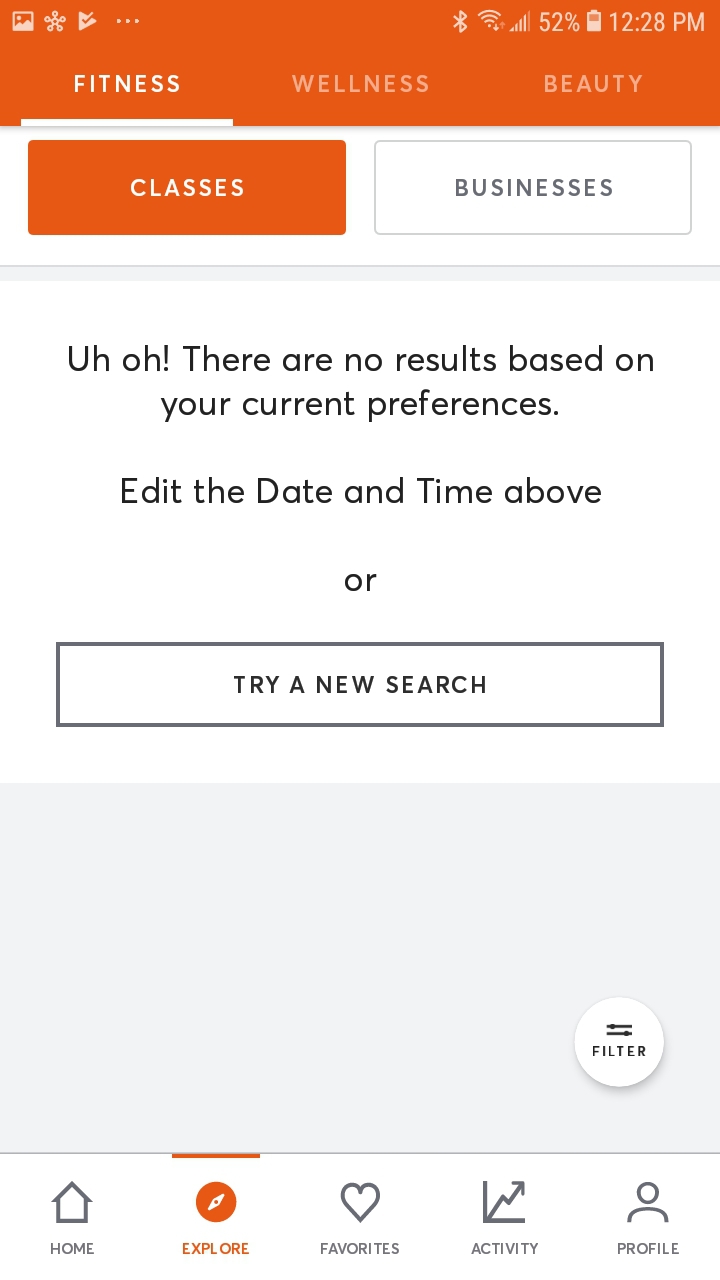 52% 12:28 PM
FITNESS WELLNESS BEAUTY
CLASSES BUSINESSES
Uh oh! There are no results based on
your current preferences.
Edit the Date and Time above
or
TRY A NEW SEARCH
FILTER
HOME EXPLORE FAVORITES ACTIVITY PROFILE